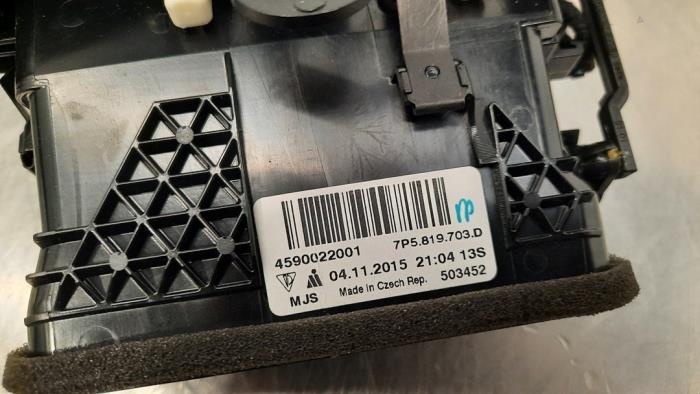 4590022001 7P5.819.703.D
04.11.2015 21:04 13S
MJS Made in Czech Rep. 503452